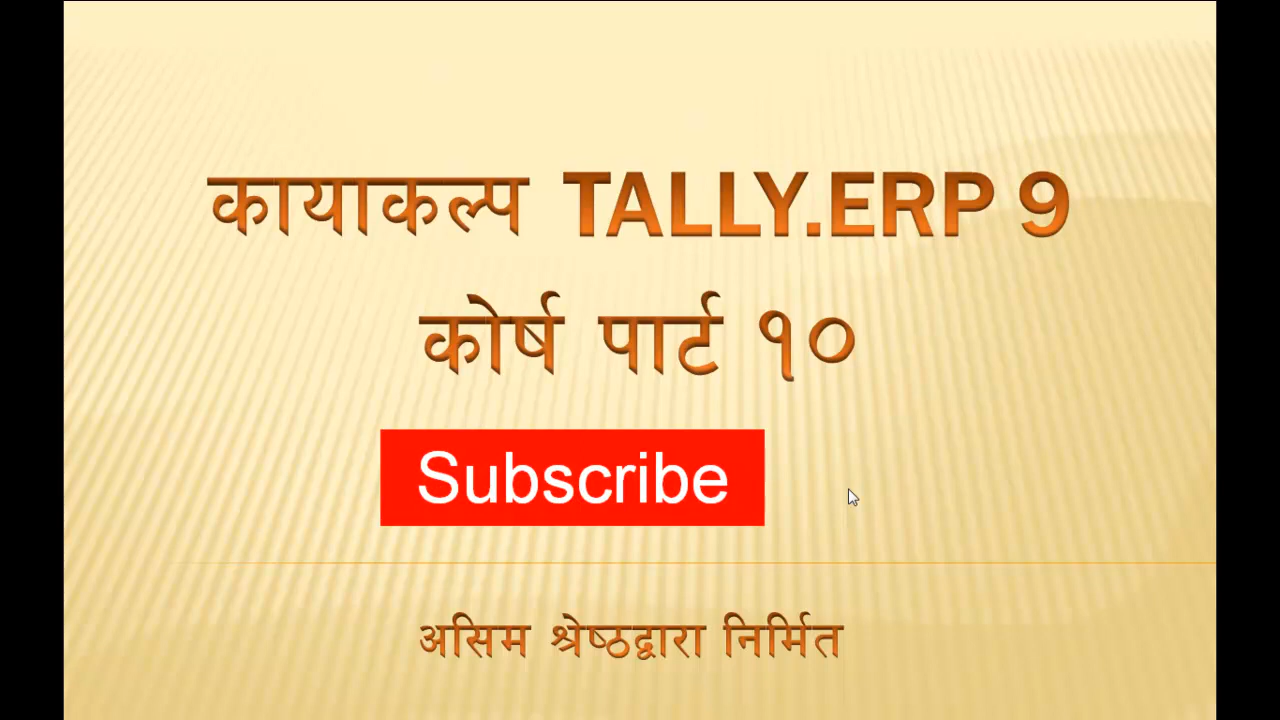 कायाकल्प TALLY.ERP 9
कोर्ष पार्ट १०
Subscribe
असिम श्रेष्ठद्वारा निर्मित